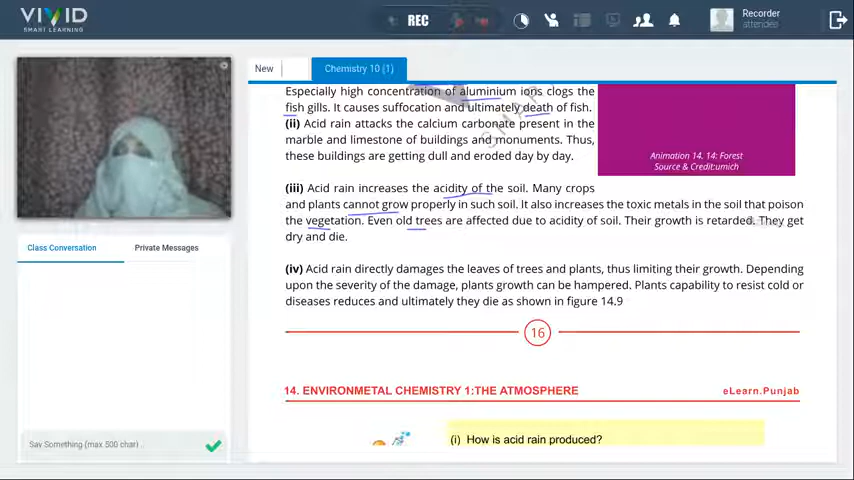 VIVID
SMART LEARNING
REC
Recorder
attendee
New
Chemistry 10 (1)
Especially high concentration of aluminium ions clogs the
fish gills. It causes suffocation and ultimately death of fish.
(ii) Acid rain attacks the calcium carbonate present in the
marble and limestone of buildings and monuments. Thus,
these buildings are getting dull and eroded day by day.
Animation 14. 14: Forest
Source & Credit:umich
(iii) Acid rain increases the acidity of the soil. Many crops
and plants cannot grow properly in such soil. It also increases the toxic metals in the soil that poison
the vegetation. Even old trees are affected due to acidity of soil. Their growth is retarded. They get
dry and die.
(iv) Acid rain directly damages the leaves of trees and plants, thus limiting their growth. Depending
upon the severity of the damage, plants growth can be hampered. Plants capability to resist cold or
diseases reduces and ultimately they die as shown in figure 14.9
16
14. ENVIRONMETAL CHEMISTRY 1:THE ATMOSPHERE
eLearn.Punjab
(i) How is acid rain produced?
Class Conversation
Private Messages
Say Something (max 500 char)